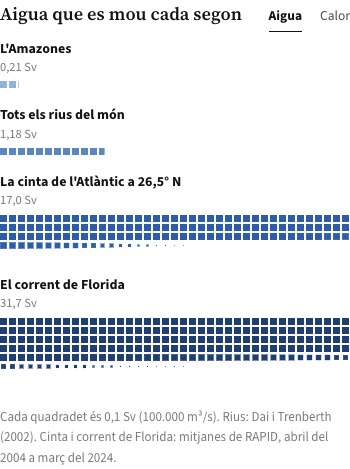 Aigua que es mou cada segon
Aigua Calor
L'Amazones
0,21 Sv
Tots els rius del món
1,18 Sv
La cinta de l'Atlàntic a 26,5° N
17,0 Sv
El corrent de Florida
31,7 Sv
Cada quadradet és 0,1 Sv (100.000 m³/s). Rius: Dai i Trenberth
(2002). Cinta i corrent de Florida: mitjanes de RAPID, abril del
2004 a març del 2024.